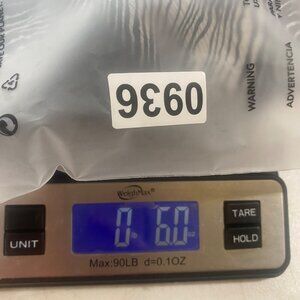 0936
WARNING
ADVERTENCIA
WeighMax®
UNIT
0 6.0
TARE
HOLD
Max:90LB d=0.1OZ